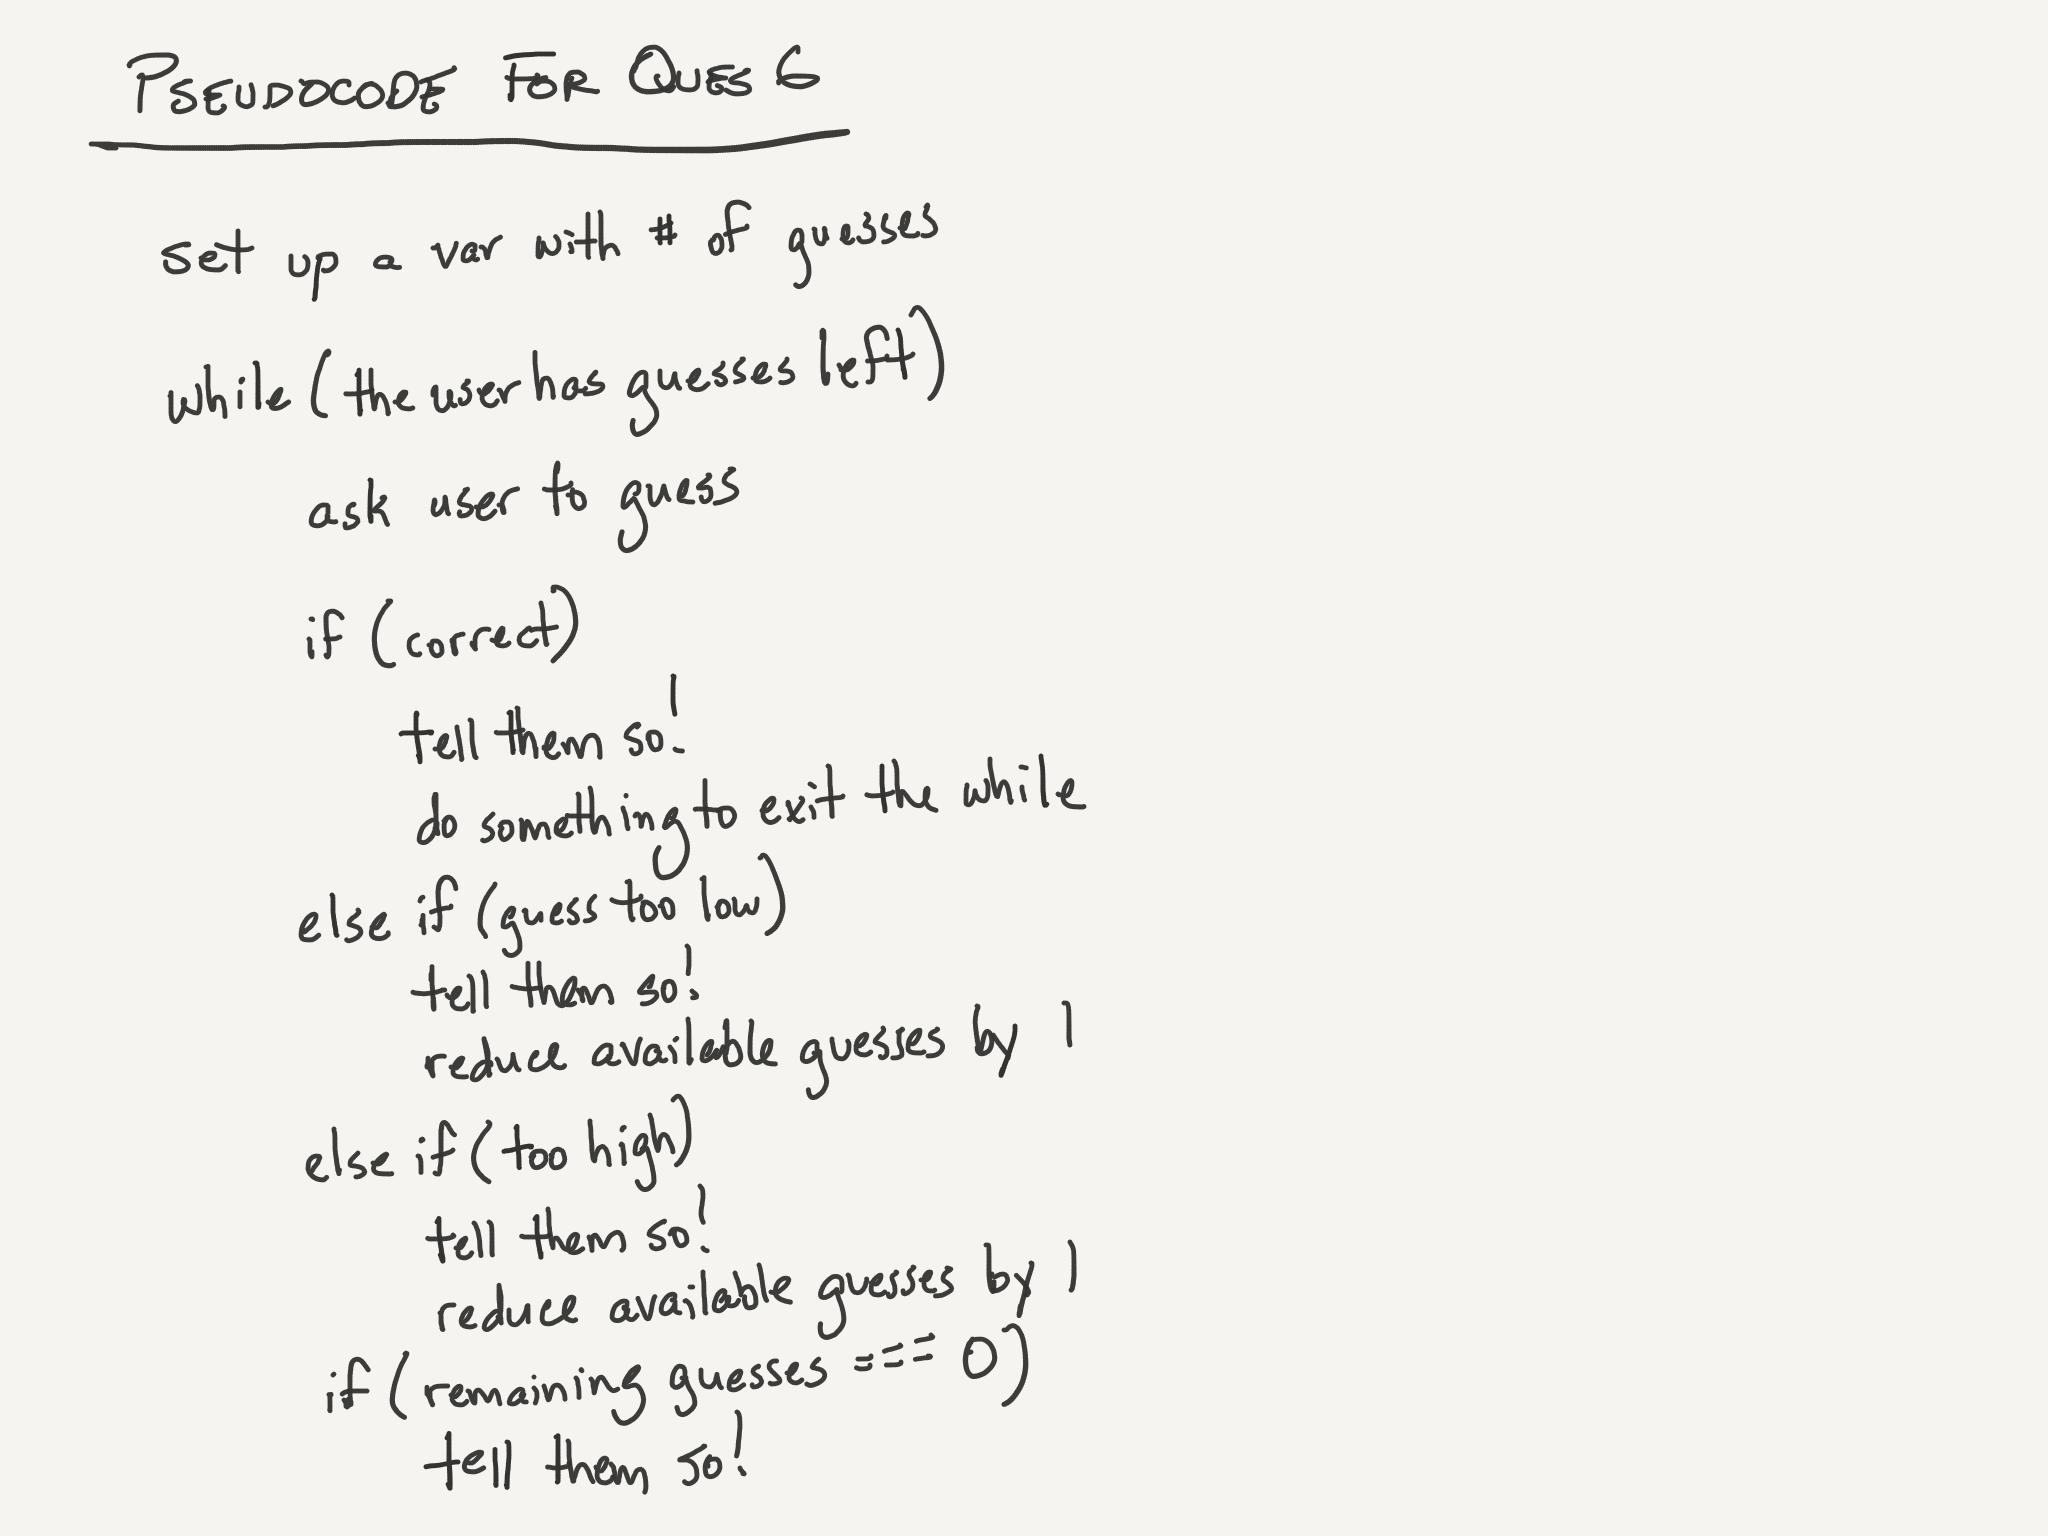 PSEUDOCODE FOR QUES 6
set up a var with # of guesses
while (the user has guesses left)
ask user to guess
if (correct)
tell them so!
do something to exit the while
else if (guess too low)
tell them so!
reduce available guesses by 1
else if (too high)
tell them so!
reduce available guesses by 1
if (remaining guesses === 0)
tell them so!